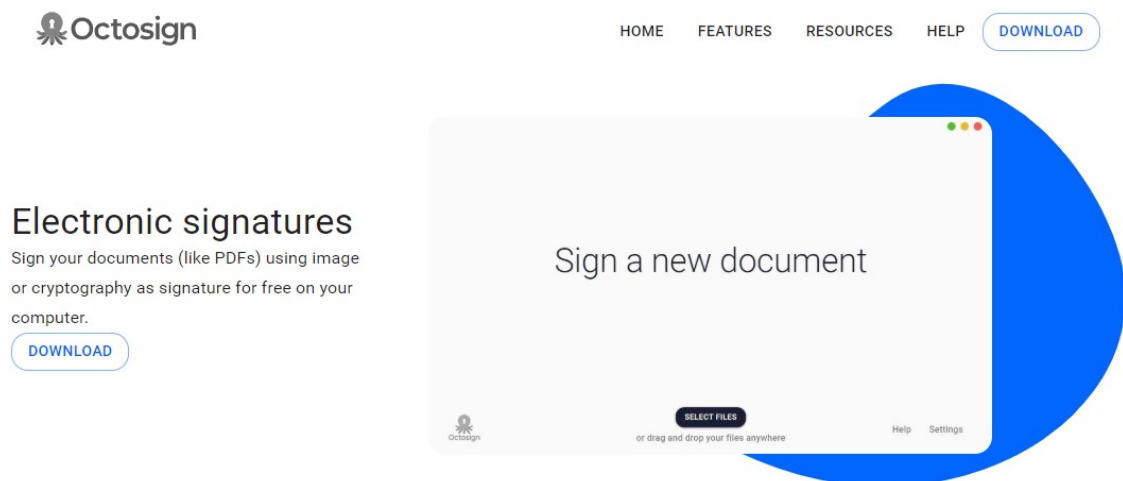 Octosign
HOME FEATURES RESOURCES HELP DOWNLOAD
Electronic signatures
Sign your documents (like PDFs) using image
or cryptography as signature for free on your
computer.
DOWNLOAD
Sign a new document
SELECT FILES
or drag and drop your files anywhere
Octosign
Help Settings